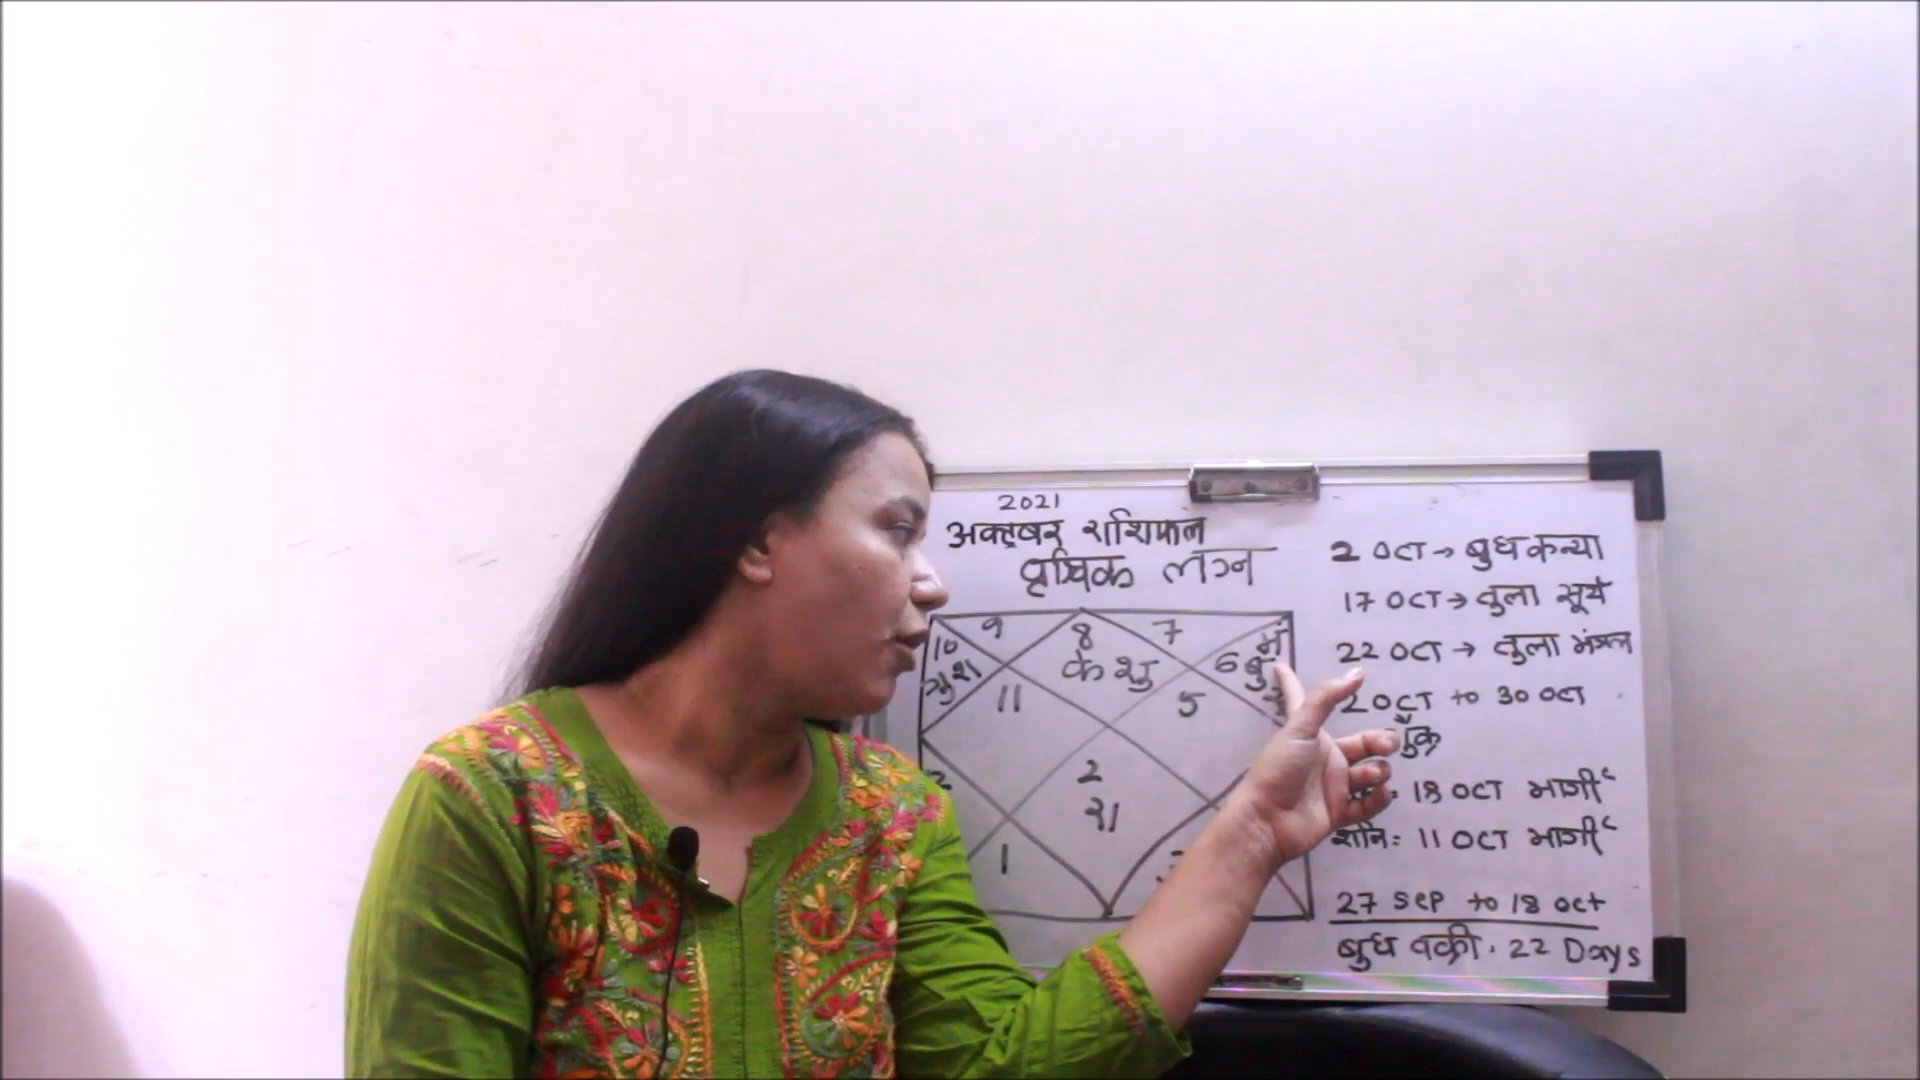 2021
अक्टूबर राशिफल
वृश्चिक लग्न
9 8 7 मं
10 के शु 6 बु
गु श
11 5
2
रा
1
2 OCT → बुध कन्या
17 OCT → तुला सूर्य
22 OCT → तुला मंगल
2 OCT to 30 OCT
18 OCT मार्गी
शनि: 11 OCT मार्गी
27 Sep to 18 Oct
बुध वक्री. 22 Days